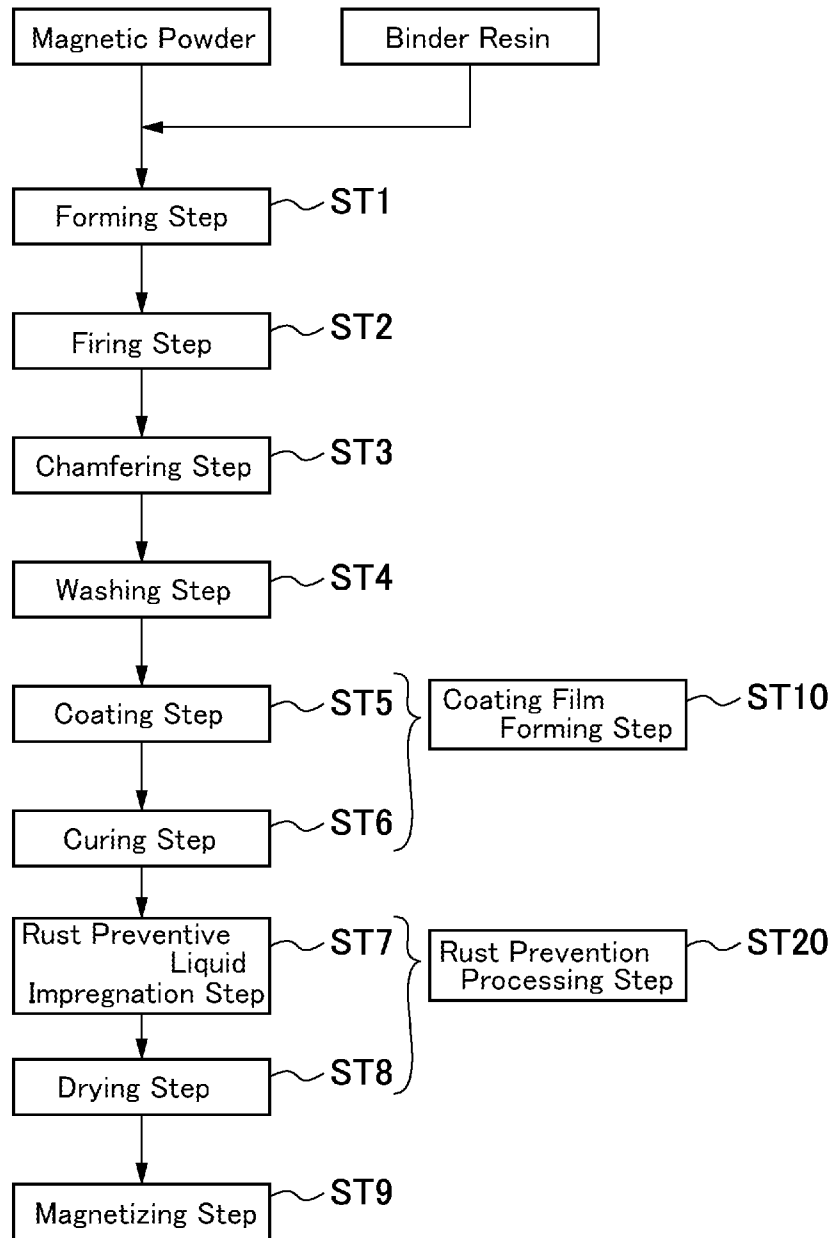 Magnetic Powder
Binder Resin
Forming Step
ST1
Firing Step
ST2
Chamfering Step
ST3
Washing Step
ST4
Coating Step
ST5
Coating Film
Forming Step
ST10
Curing Step
ST6
Rust Preventive
Liquid
Impregnation Step
ST7
Rust Prevention
Processing Step
ST20
Drying Step
ST8
Magnetizing Step
ST9